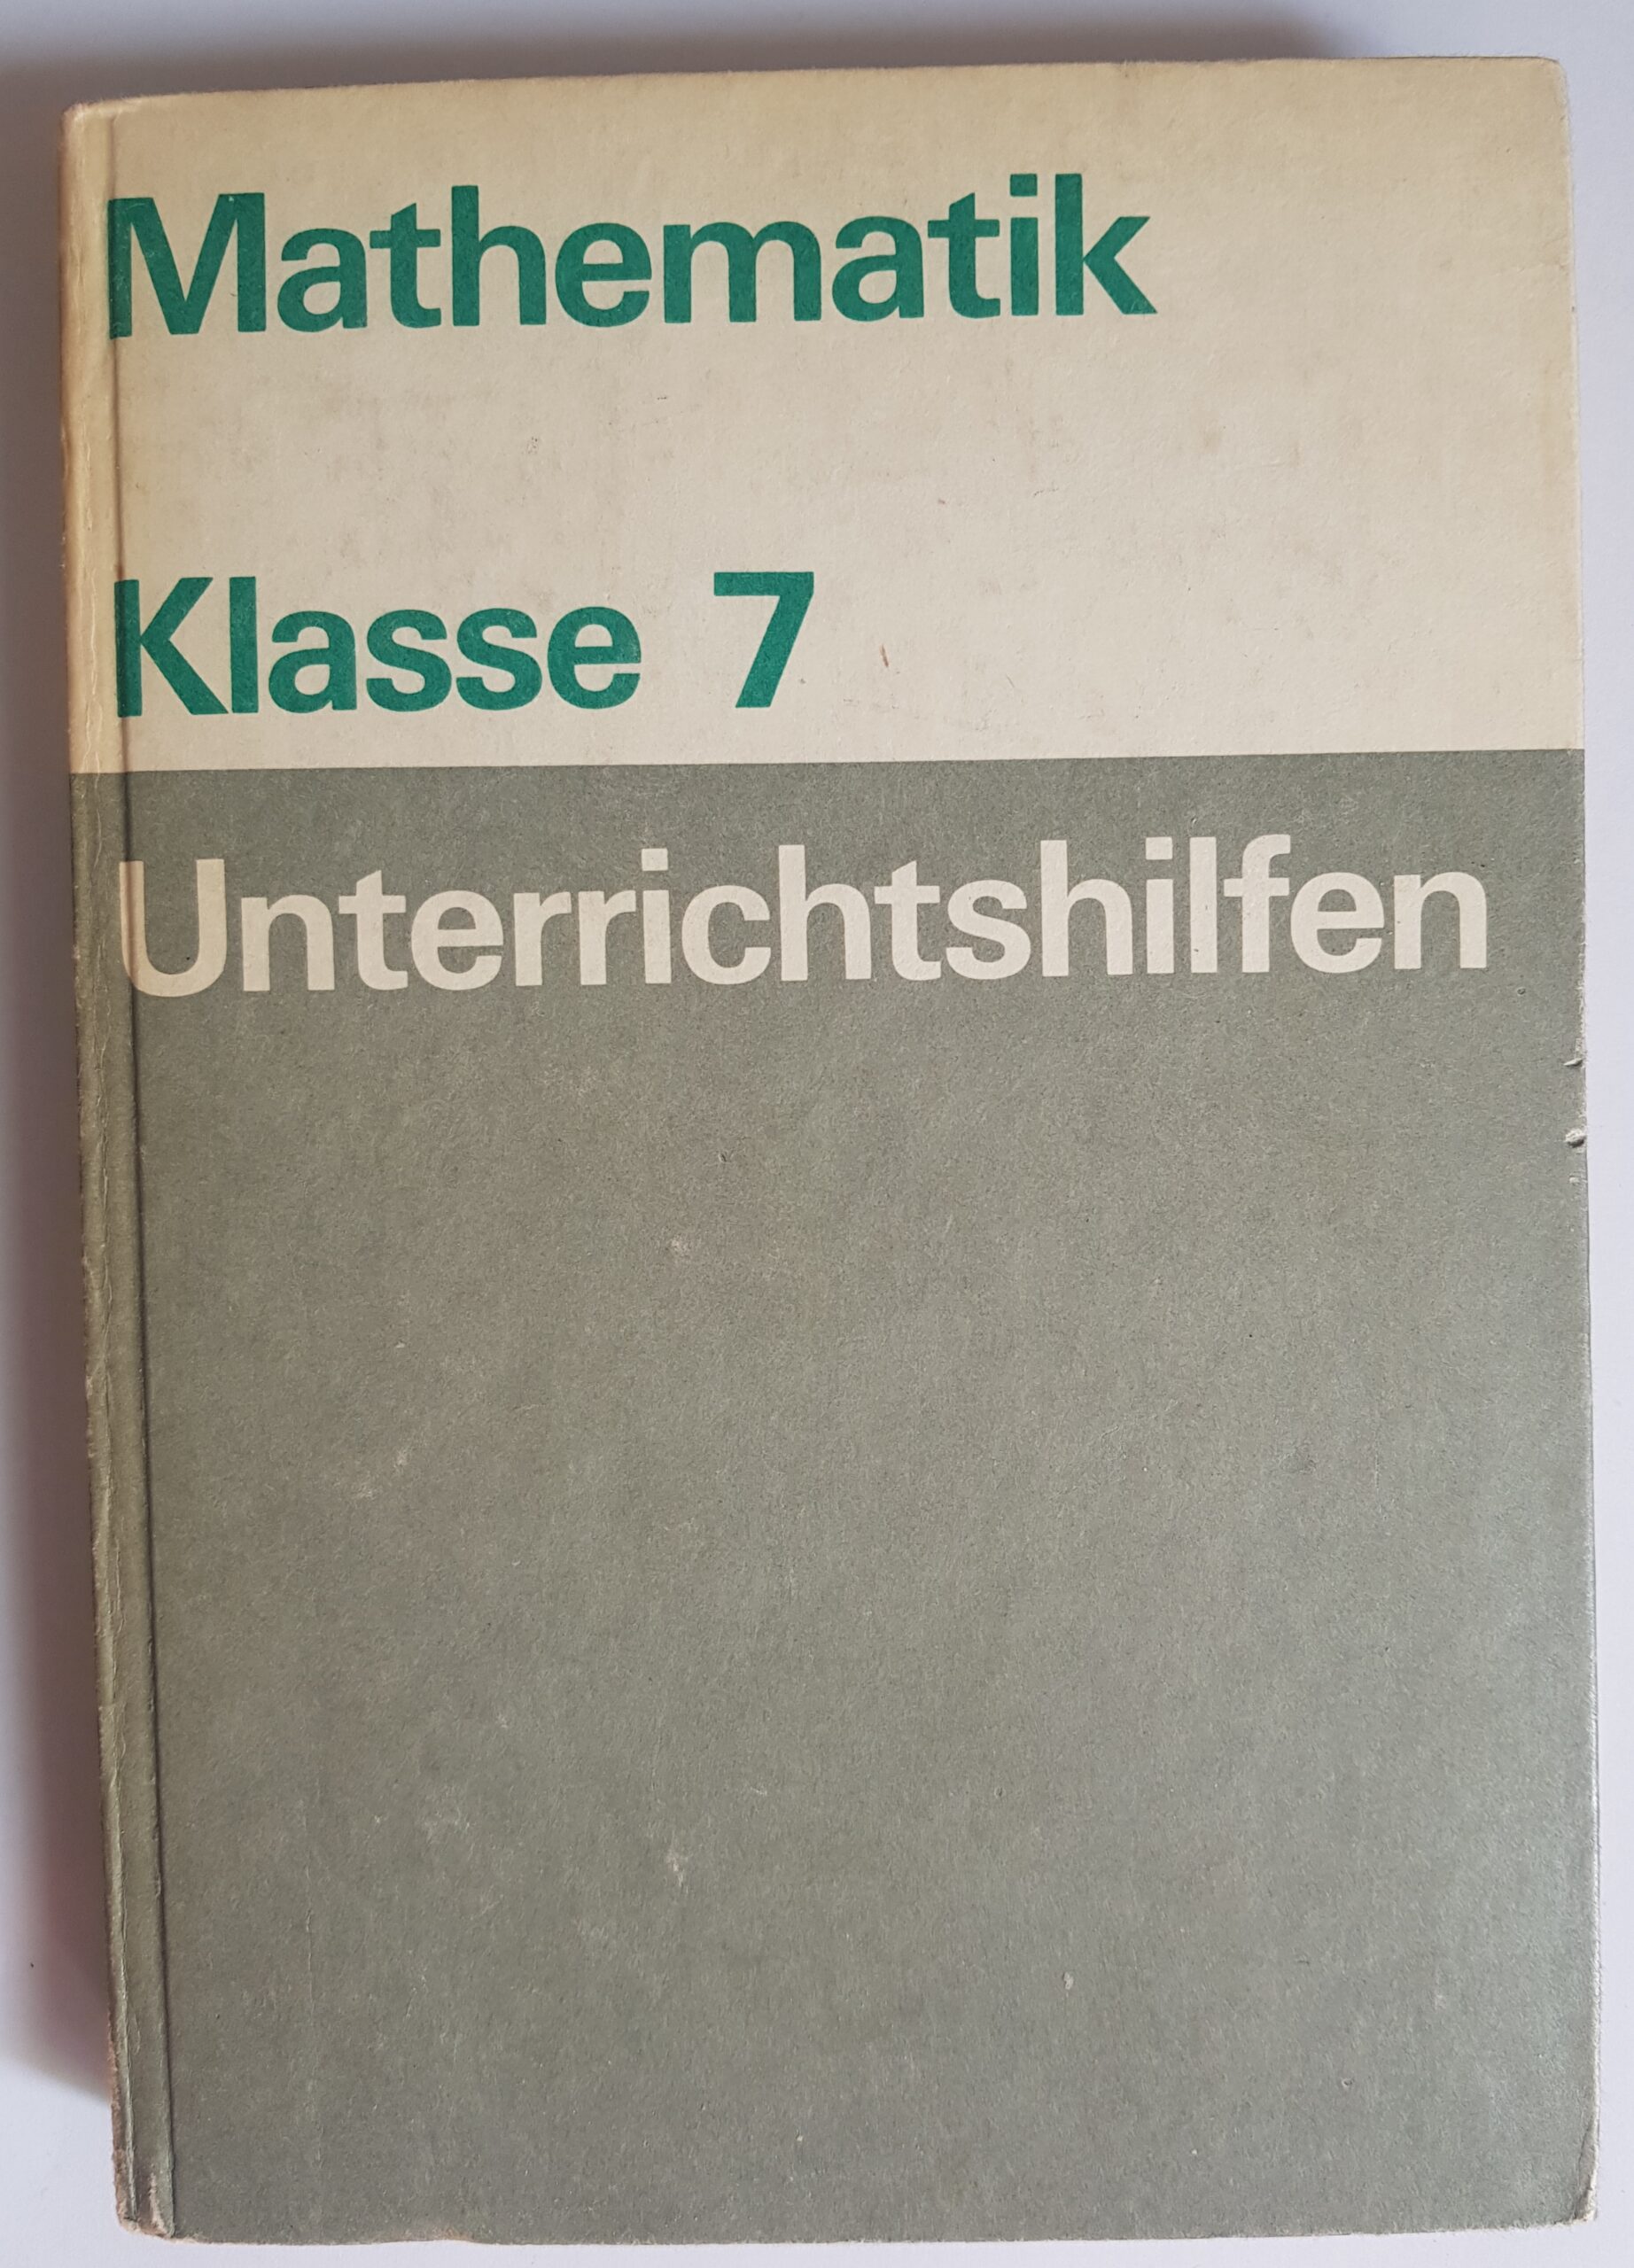 Mathematik
Klasse 7
Unterrichtshilfen